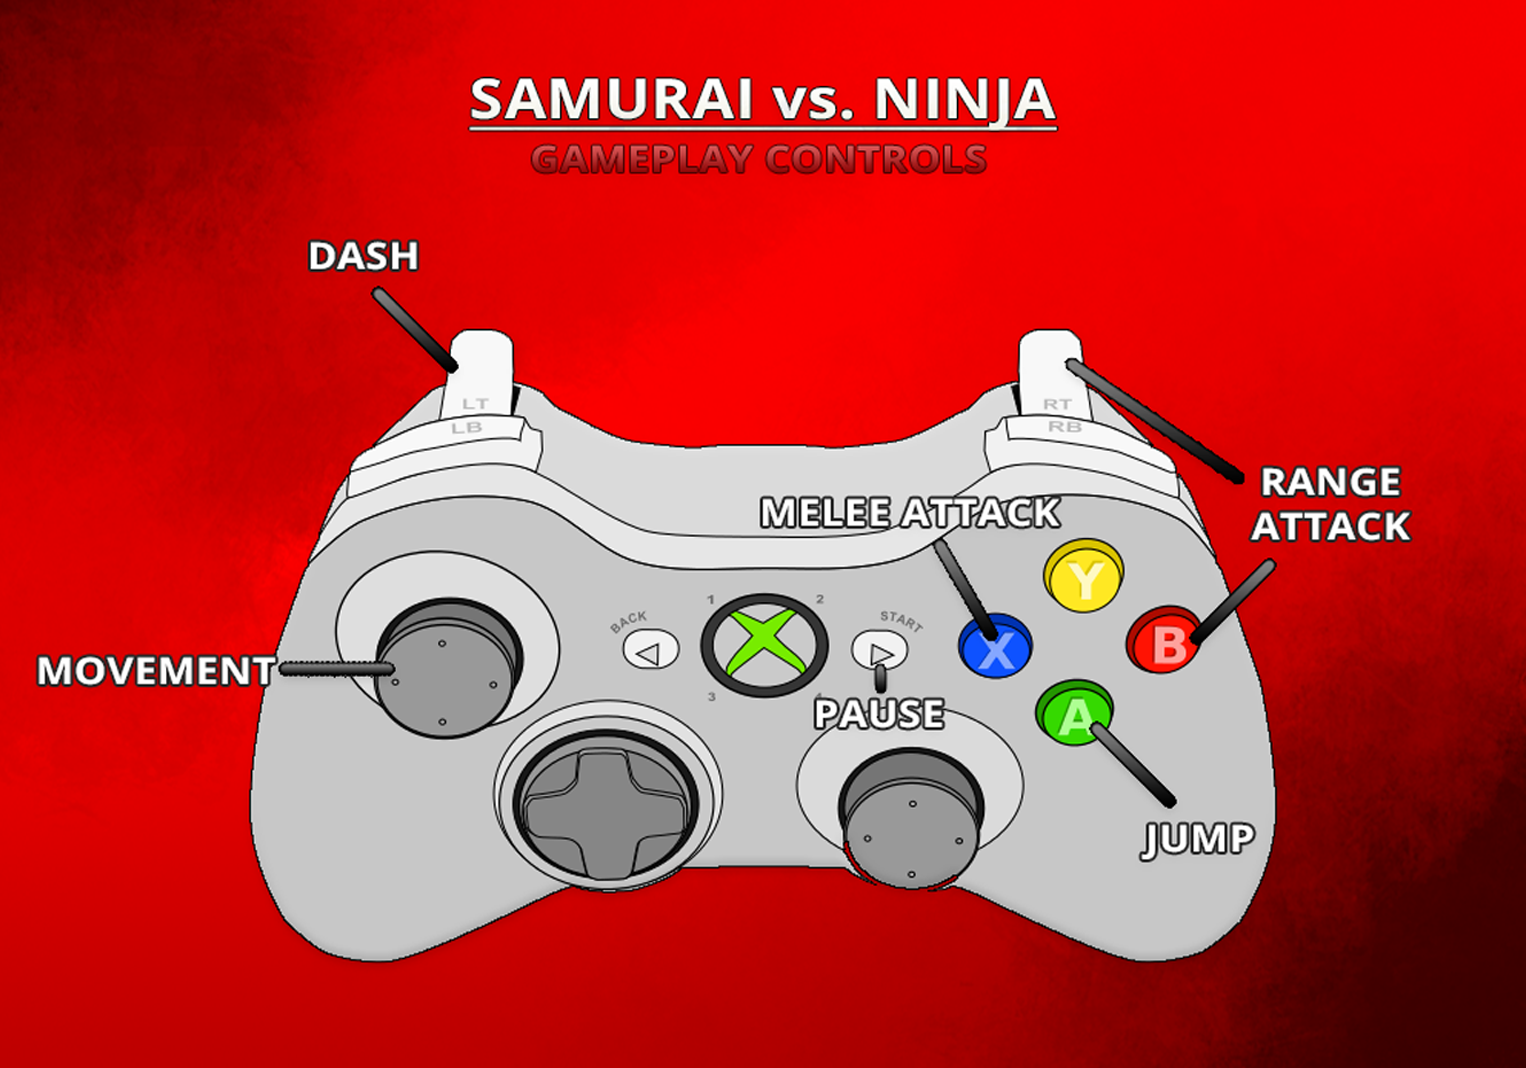 SAMURAI vs. NINJA
GAMEPLAY CONTROLS
DASH
LT
LB
RT
RB
RANGE
ATTACK
MELEE ATTACK
Y
X
B
A
BACK
1
2
3
4
START
MOVEMENT
PAUSE
JUMP